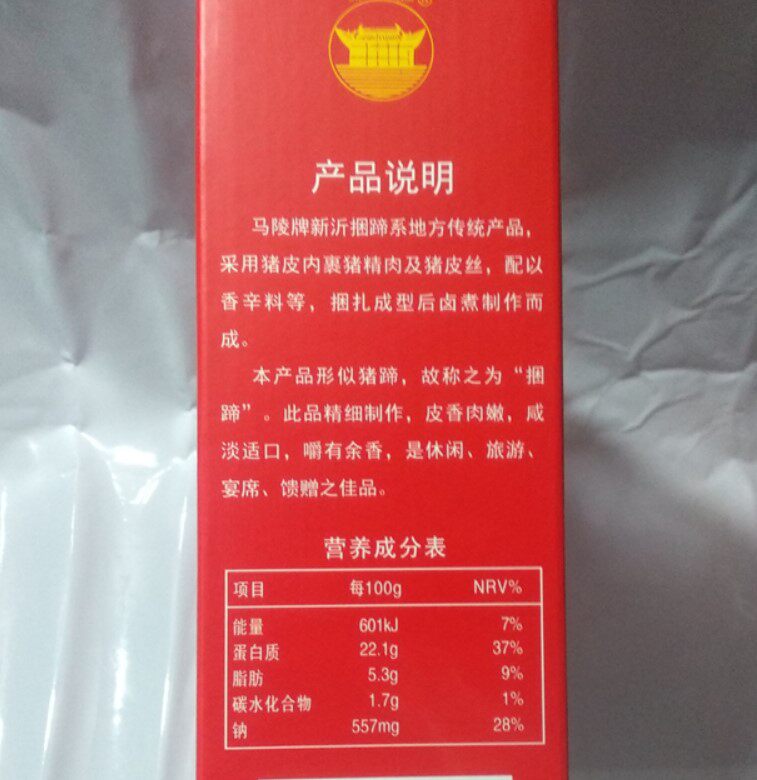 ®
产品说明
马陵牌新沂捆蹄系地方传统产品，
采用猪皮内裹猪精肉及猪皮丝，配以
香辛料等，捆扎成型后卤煮制作而
成。
本产品形似猪蹄，故称之为“捆
蹄”。此品精细制作，皮香肉嫩，咸
淡适口，嚼有余香，是休闲、旅游、
宴席、馈赠之佳品。
营养成分表
项目 每100g NRV%
能量 601kJ 7%
蛋白质 22.1g 37%
脂肪 5.3g 9%
碳水化合物 1.7g 1%
钠 557mg 28%